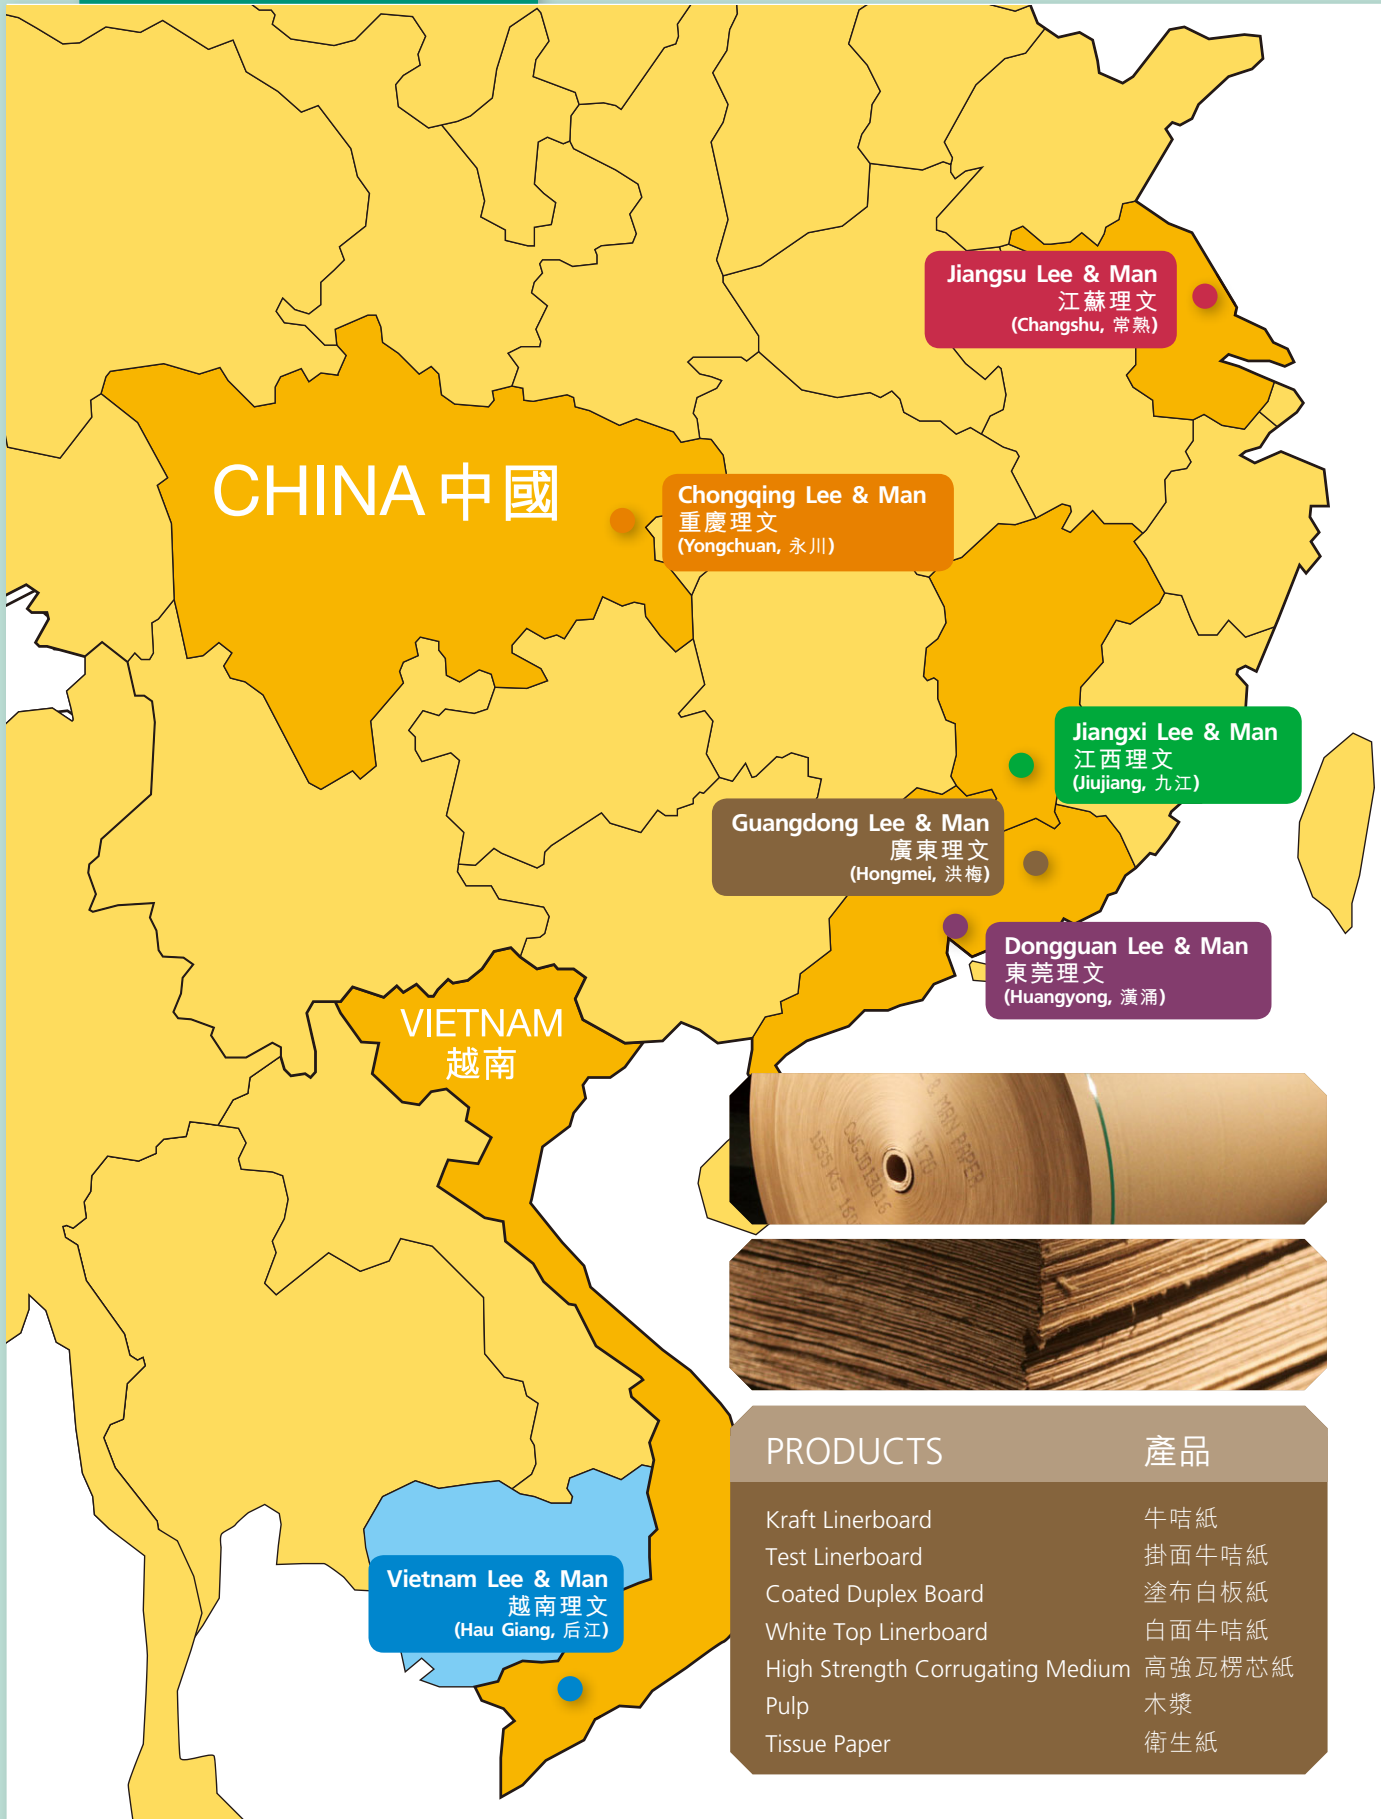 Jiangsu Lee & Man
江蘇理文
(Changshu, 常熟)
CHINA 中國
Chongqing Lee & Man
重慶理文
(Yongchuan, 永川)
Jiangxi Lee & Man
江西理文
(Jiujiang, 九江)
Guangdong Lee & Man
廣東理文
(Hongmei, 洪梅)
Dongguan Lee & Man
東莞理文
(Huangyong, 潢涌)
VIETNAM
越南
& MAN PAPER
N170
CJGJD13016
1535 KG
PRODUCTS 產品
Kraft Linerboard 牛咭紙
Test Linerboard 掛面牛咭紙
Coated Duplex Board 塗布白板紙
White Top Linerboard 白面牛咭紙
High Strength Corrugating Medium 高強瓦楞芯紙
Pulp 木漿
Tissue Paper 衛生紙
Vietnam Lee & Man
越南理文
(Hau Giang, 后江)